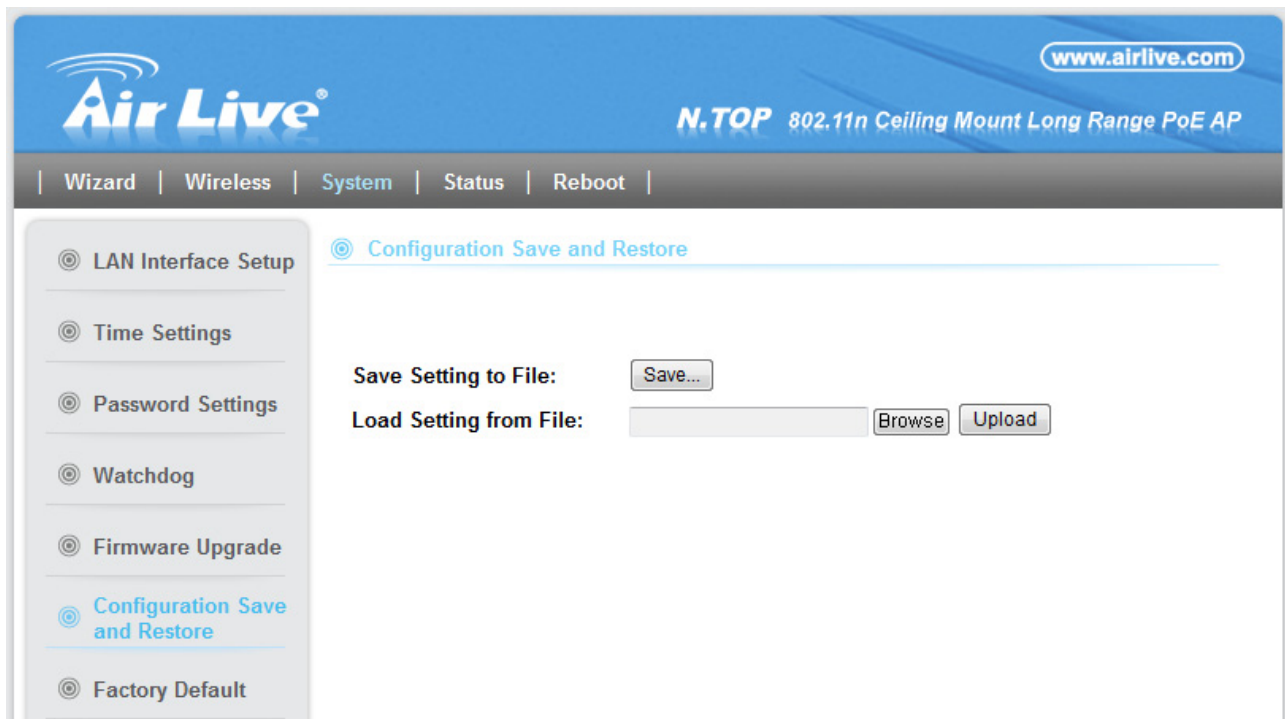 www.airlive.com
Air Live®
N.TOP 802.11n Ceiling Mount Long Range PoE AP
| Wizard | Wireless | System | Status | Reboot |
LAN Interface Setup
Time Settings
Password Settings
Watchdog
Firmware Upgrade
Configuration Save
and Restore
Factory Default
Configuration Save and Restore
Save Setting to File: Save...
Load Setting from File: Browse Upload